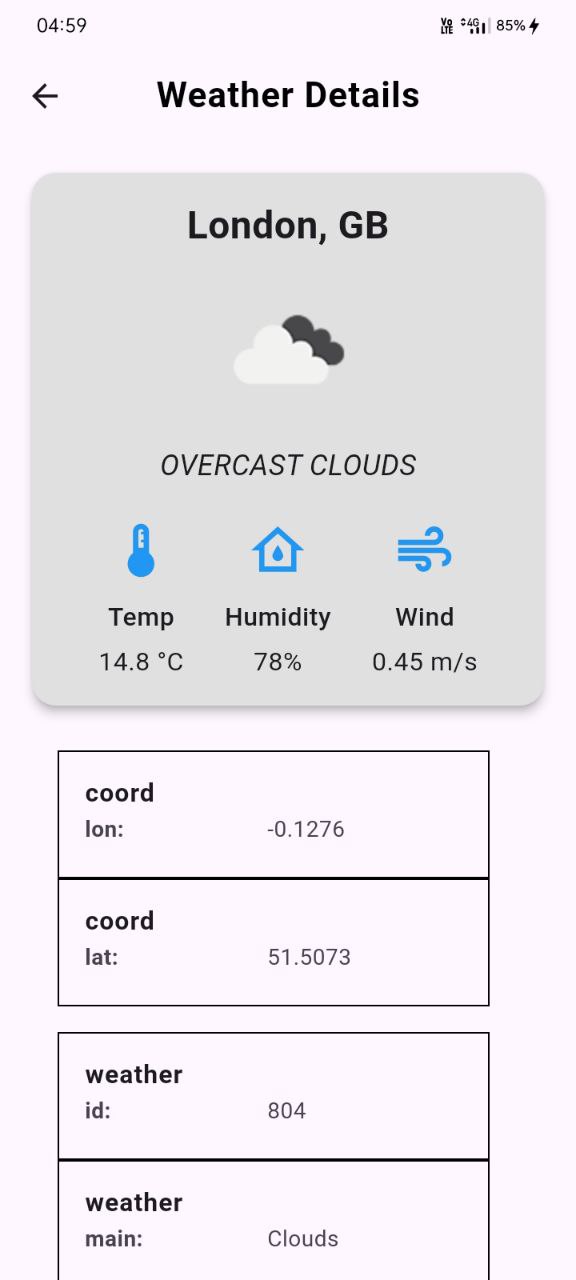 04:59 Vo LTE 4G 85%
Weather Details
London, GB
OVERCAST CLOUDS
Temp Humidity Wind
14.8 °C 78% 0.45 m/s
coord
lon: -0.1276
coord
lat: 51.5073
weather
id: 804
weather
main: Clouds